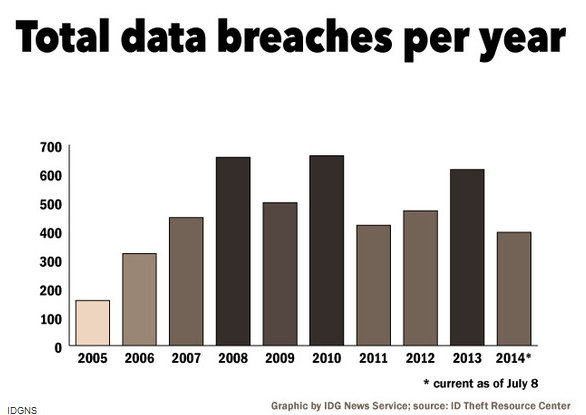 Total data breaches per year
700
600
500
400
300
200
100
0
2005 2006 2007 2008 2009 2010 2011 2012 2013 2014*
* current as of July 8
Graphic by IDG News Service; source: ID Theft Resource Center
IDGNS